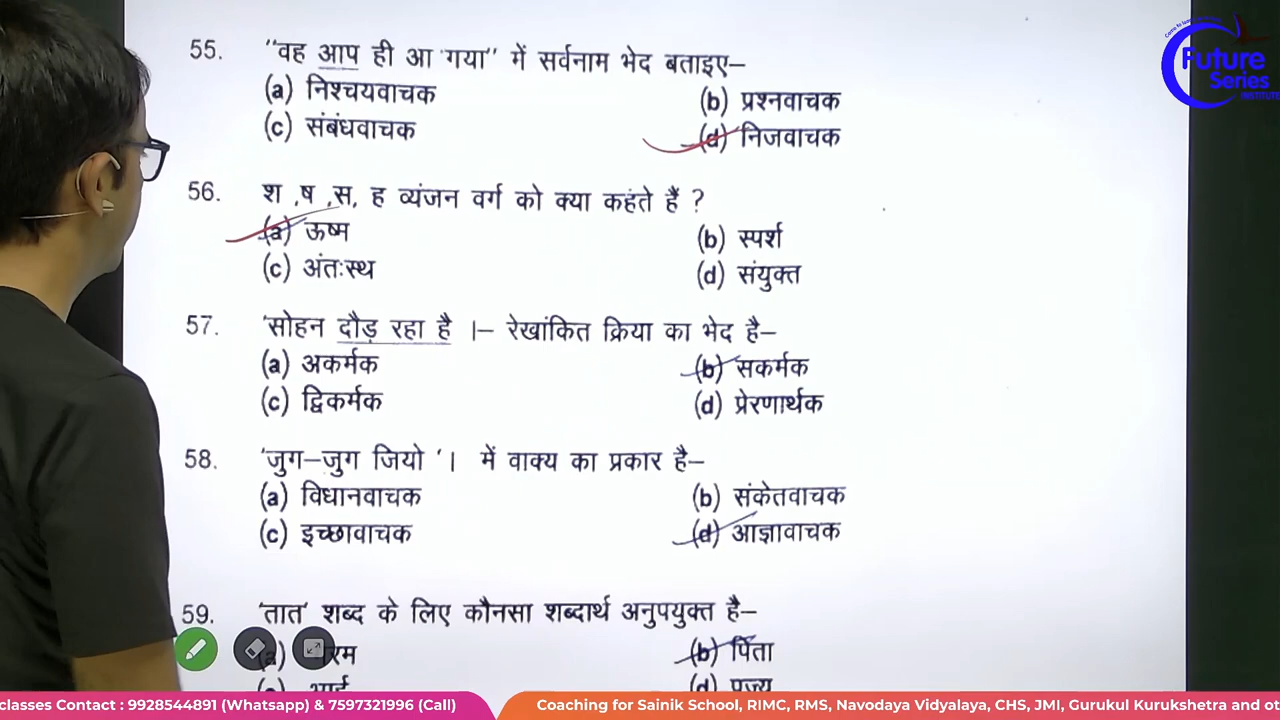 55. "वह आप ही आ गया" में सर्वनाम भेद बताइए–
(a) निश्चयवाचक (b) प्रश्नवाचक
(c) संबंधवाचक (d) निजवाचक
56. श ,ष ,स, ह व्यंजन वर्ग को क्या कहंते हैं ?
(a) ऊष्म (b) स्पर्श
(c) अंतःस्थ (d) संयुक्त
57. 'सोहन दौड़ रहा है ।– रेखांकित क्रिया का भेद है–
(a) अकर्मक (b) सकर्मक
(c) द्विकर्मक (d) प्रेरणार्थक
58. 'जुग–जुग जियो '। में वाक्य का प्रकार है–
(a) विधानवाचक (b) संकेतवाचक
(c) इच्छावाचक (d) आज्ञावाचक
59. 'तात' शब्द के लिए कौनसा शब्दार्थ अनुपयुक्त है–
(b) पिता
Future
Series
INSTITUTE
classes Contact : 9928544891 (Whatsapp) & 7597321996 (Call)
Coaching for Sainik School, RIMC, RMS, Navodaya Vidyalaya, CHS, JMI, Gurukul Kurukshetra and ot